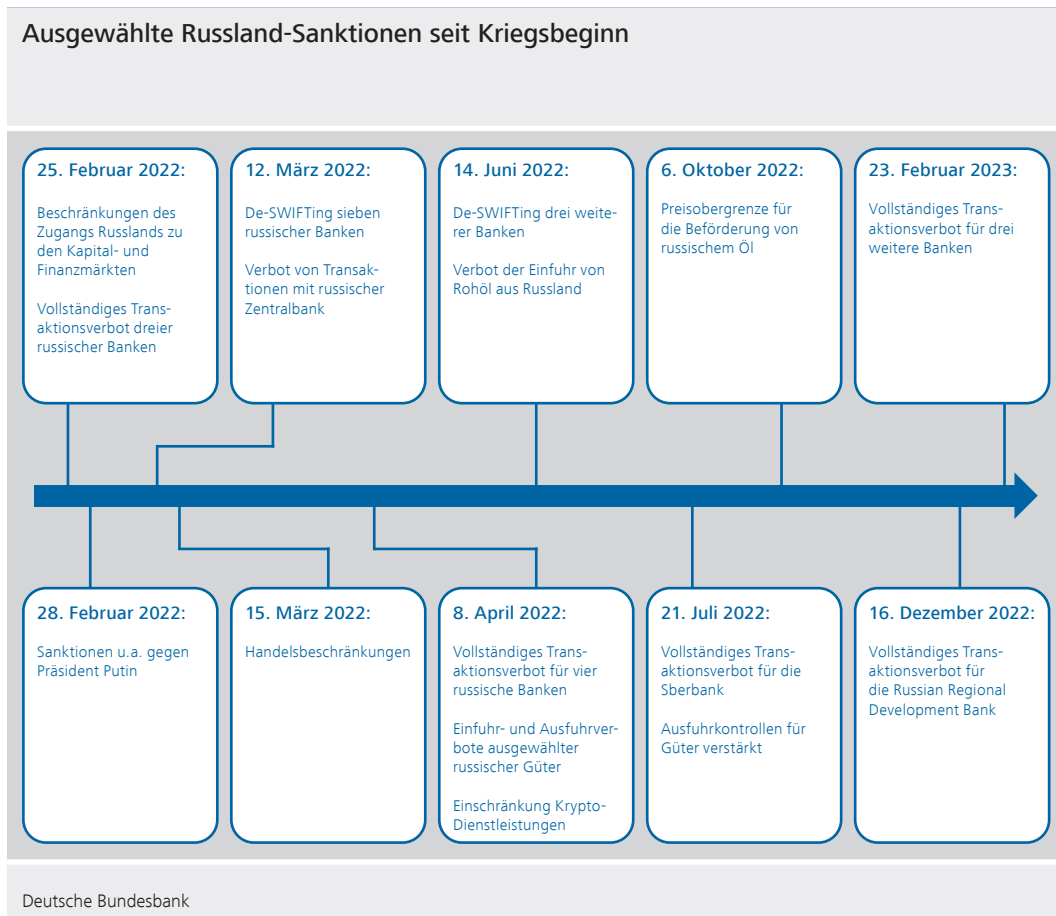 Ausgewählte Russland-Sanktionen seit Kriegsbeginn
25. Februar 2022:
Beschränkungen des
Zugangs Russlands zu
den Kapital- und
Finanzmärkten
Vollständiges Trans-
aktionsverbot dreier
russischer Banken
12. März 2022:
De-SWIFTing sieben
russischer Banken
Verbot von Transak-
tionen mit russischer
Zentralbank
14. Juni 2022:
De-SWIFTing drei weite-
rer Banken
Verbot der Einfuhr von
Rohöl aus Russland
6. Oktober 2022:
Preisobergrenze für
die Beförderung von
russischem Öl
23. Februar 2023:
Vollständiges Trans-
aktionsverbot für drei
weitere Banken
28. Februar 2022:
Sanktionen u.a. gegen
Präsident Putin
15. März 2022:
Handelsbeschränkungen
8. April 2022:
Vollständiges Trans-
aktionsverbot für vier
russische Banken
Einfuhr- und Ausfuhrver-
bote ausgewählter
russischer Güter
Einschränkung Krypto-
Dienstleistungen
21. Juli 2022:
Vollständiges Trans-
aktionsverbot für die
Sberbank
Ausfuhrkontrollen für
Güter verstärkt
16. Dezember 2022:
Vollständiges Trans-
aktionsverbot für
die Russian Regional
Development Bank
Deutsche Bundesbank